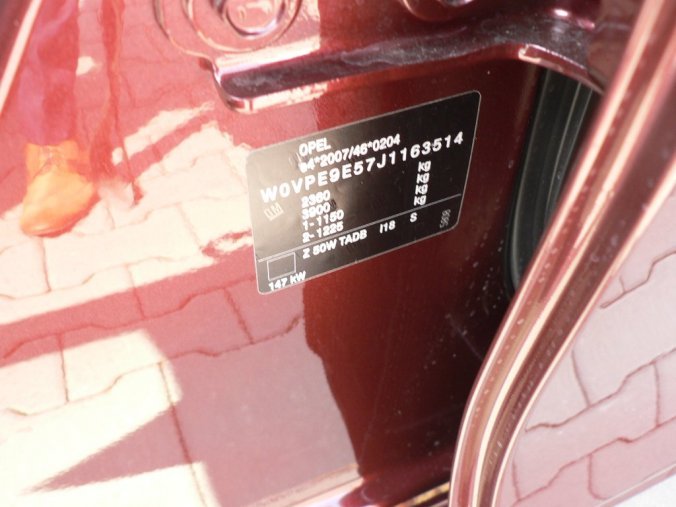 OPEL
e4*2007/46*0204
W0VPE9E57J1163514
2360 kg
3900 kg
1-1150 kg
2-1225 kg
Z 50W TADB I18 S
147 kW